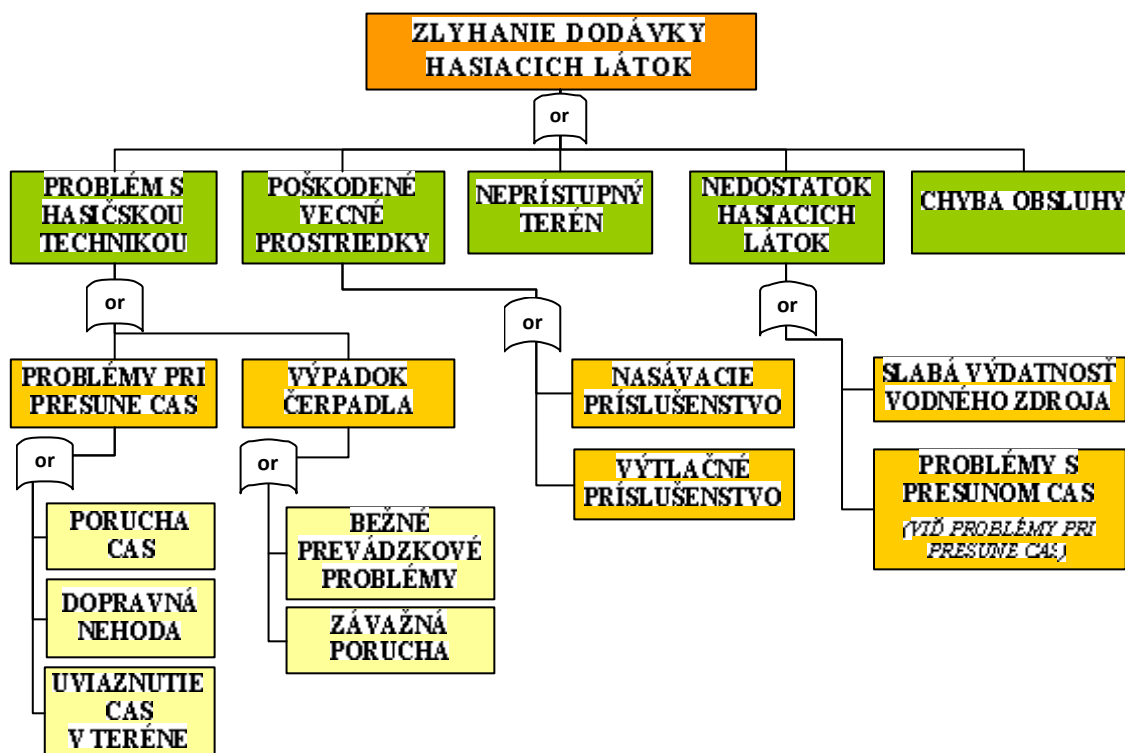 ZLYHANIE DODÁVKY
HASIACICH LÁTOK
or
PROBLÉM S
HASIČSKOU
TECHNIKOU
POŠKODENÉ
VECNÉ
PROSTRIEDKY
NEPRÍSTUPNÝ
TERÉN
NEDOSTATOK
HASIACICH
LÁTOK
CHYBA OBSLUHY
or
or
or
PROBLÉMY PRI
PRESUNE CAS
VÝPADOK
ČERPADLA
NASÁVACIE
PRÍSLUŠENSTVO
SLABÁ VÝDATNOSŤ
VODNÉHO ZDROJA
or
or
VÝTLAČNÉ
PRÍSLUŠENSTVO
PROBLÉMY S
PRESUNOM CAS
(VIĎ PROBLÉMY PRI
PRESUNE CAS)
PORUCHA
CAS
BEŽNÉ
PREVÁDZKOVÉ
PROBLÉMY
DOPRAVNÁ
NEHODA
ZÁVAŽNÁ
PORUCHA
UVIAZNUTIE
CAS
V TERÉNE